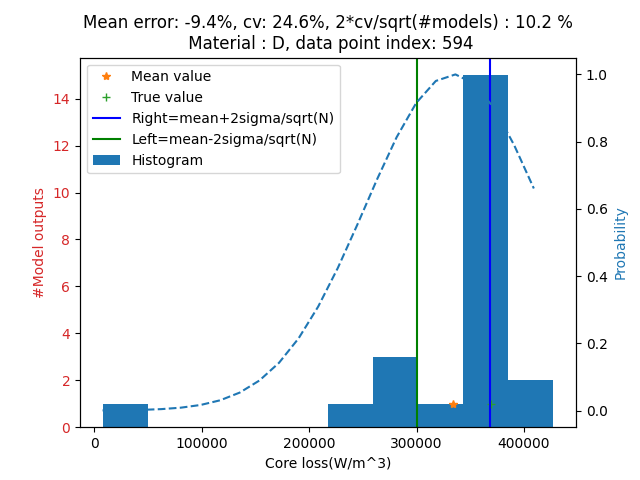 Mean error: -9.4%, cv: 24.6%, 2*cv/sqrt(#models) : 10.2 %
Material : D, data point index: 594
Mean value
True value
Right=mean+2sigma/sqrt(N)
Left=mean-2sigma/sqrt(N)
Histogram
#Model outputs
14
12
10
8
6
4
2
0
1.0
0.8
0.6
0.4
0.2
0.0
Probability
0
100000
200000
300000
400000
Core loss(W/m^3)